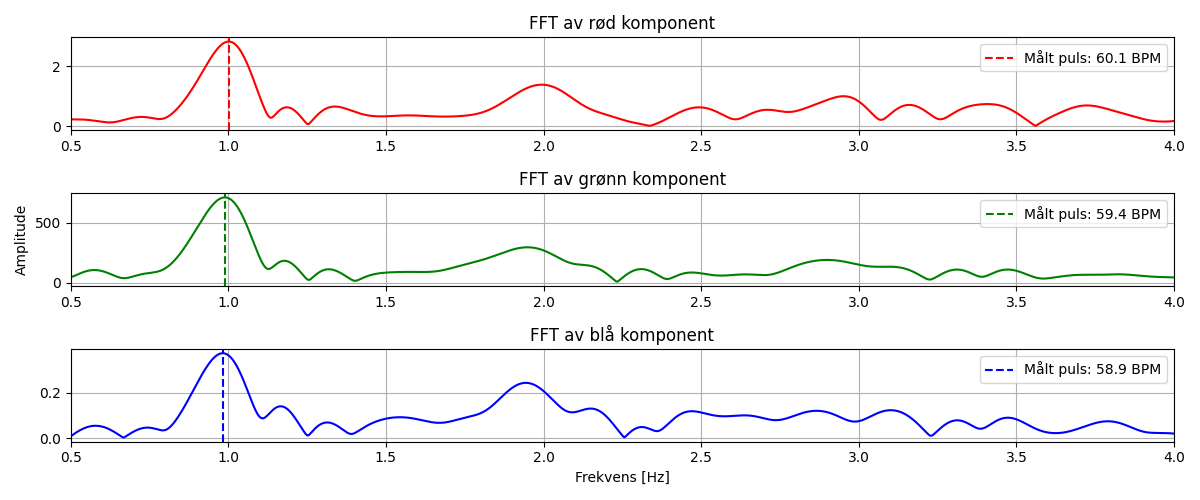 FFT av rød komponent
2
0
Målt puls: 60.1 BPM
0.5 1.0 1.5 2.0 2.5 3.0 3.5 4.0
FFT av grønn komponent
Amplitude
500
0
Målt puls: 59.4 BPM
0.5 1.0 1.5 2.0 2.5 3.0 3.5 4.0
FFT av blå komponent
0.2
0.0
Målt puls: 58.9 BPM
0.5 1.0 1.5 2.0 2.5 3.0 3.5 4.0
Frekvens [Hz]